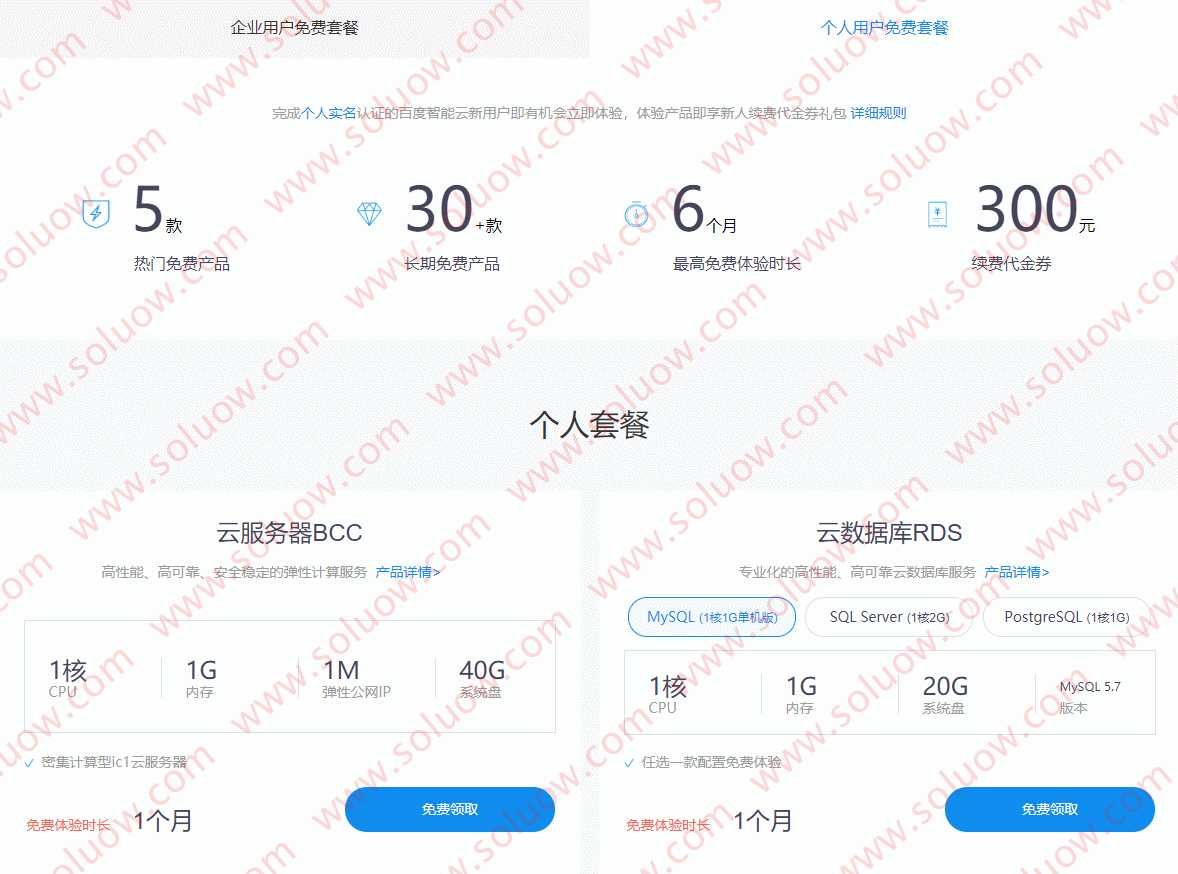 企业用户免费套餐
个人用户免费套餐
完成个人实名认证的百度智能云新用户即有机会立即体验，体验产品即享新人续费代金券礼包 详细规则
5款
热门免费产品
30+款
长期免费产品
6个月
最高免费体验时长
300元
续费代金券
个人套餐
云服务器BCC
高性能、高可靠、安全稳定的弹性计算服务 产品详情>
1核
CPU
1G
内存
1M
弹性公网IP
40G
系统盘
密集计算型ic1云服务器
免费体验时长 1个月
免费领取
云数据库RDS
专业化的高性能、高可靠云数据库服务 产品详情>
MySQL (1核1G单机版)
SQL Server (1核2G)
PostgreSQL (1核1G)
1核
CPU
1G
内存
20G
系统盘
MySQL 5.7
版本
任选一款配置免费体验
免费体验时长 1个月
免费领取
www.soluow.com